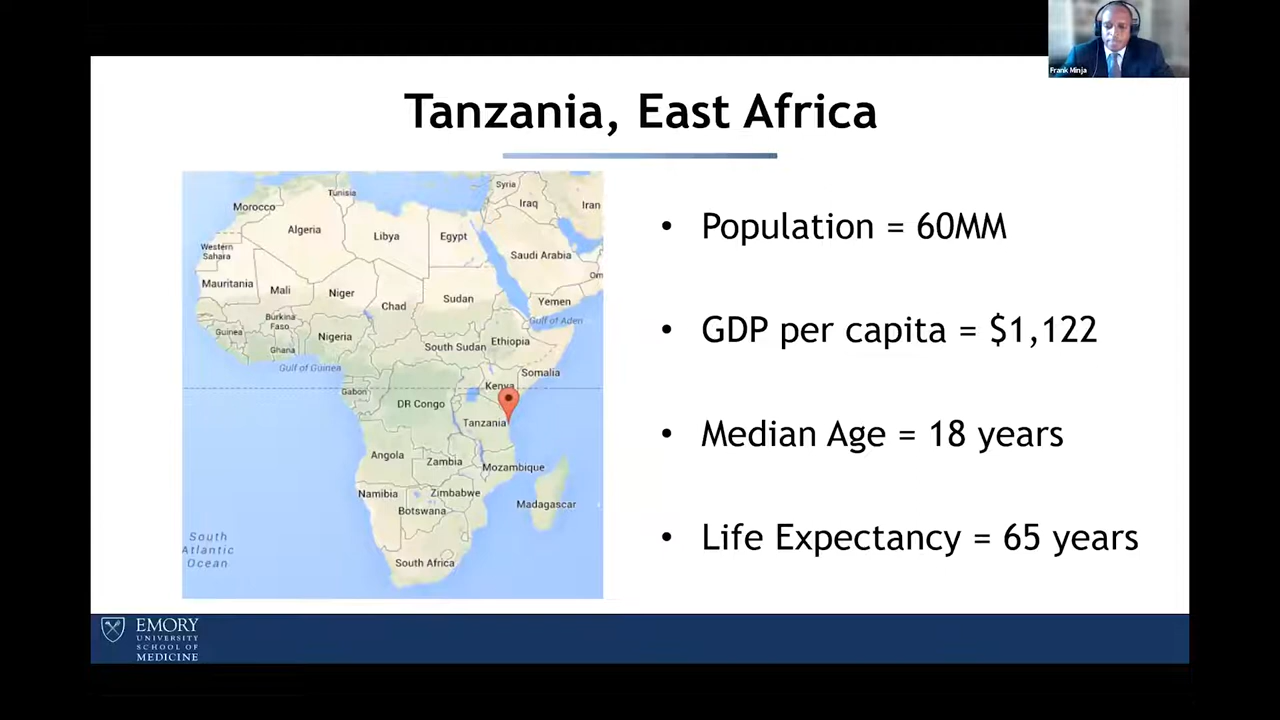 Frank Minja
Tanzania, East Africa
Syria
Tunisia
Morocco
Iraq
Iran
Algeria
Libya
Egypt
Western
Sahara
Saudi Arabia
Om
Mauritania
Mali
Niger
Chad
Sudan
Yemen
Gulf of Aden
Burkina
Faso
Guinea
Nigeria
Ghana
South Sudan
Ethiopia
Gulf of Guinea
Somalia
Kenya
Gabon
DR Congo
Tanzania
Angola
Zambia
Mozambique
Namibia
Zimbabwe
Botswana
Madagascar
South
Atlantic
Ocean
South Africa
• Population = 60MM
• GDP per capita = $1,122
• Median Age = 18 years
• Life Expectancy = 65 years
EMORY
UNIVERSITY
SCHOOL OF
MEDICINE